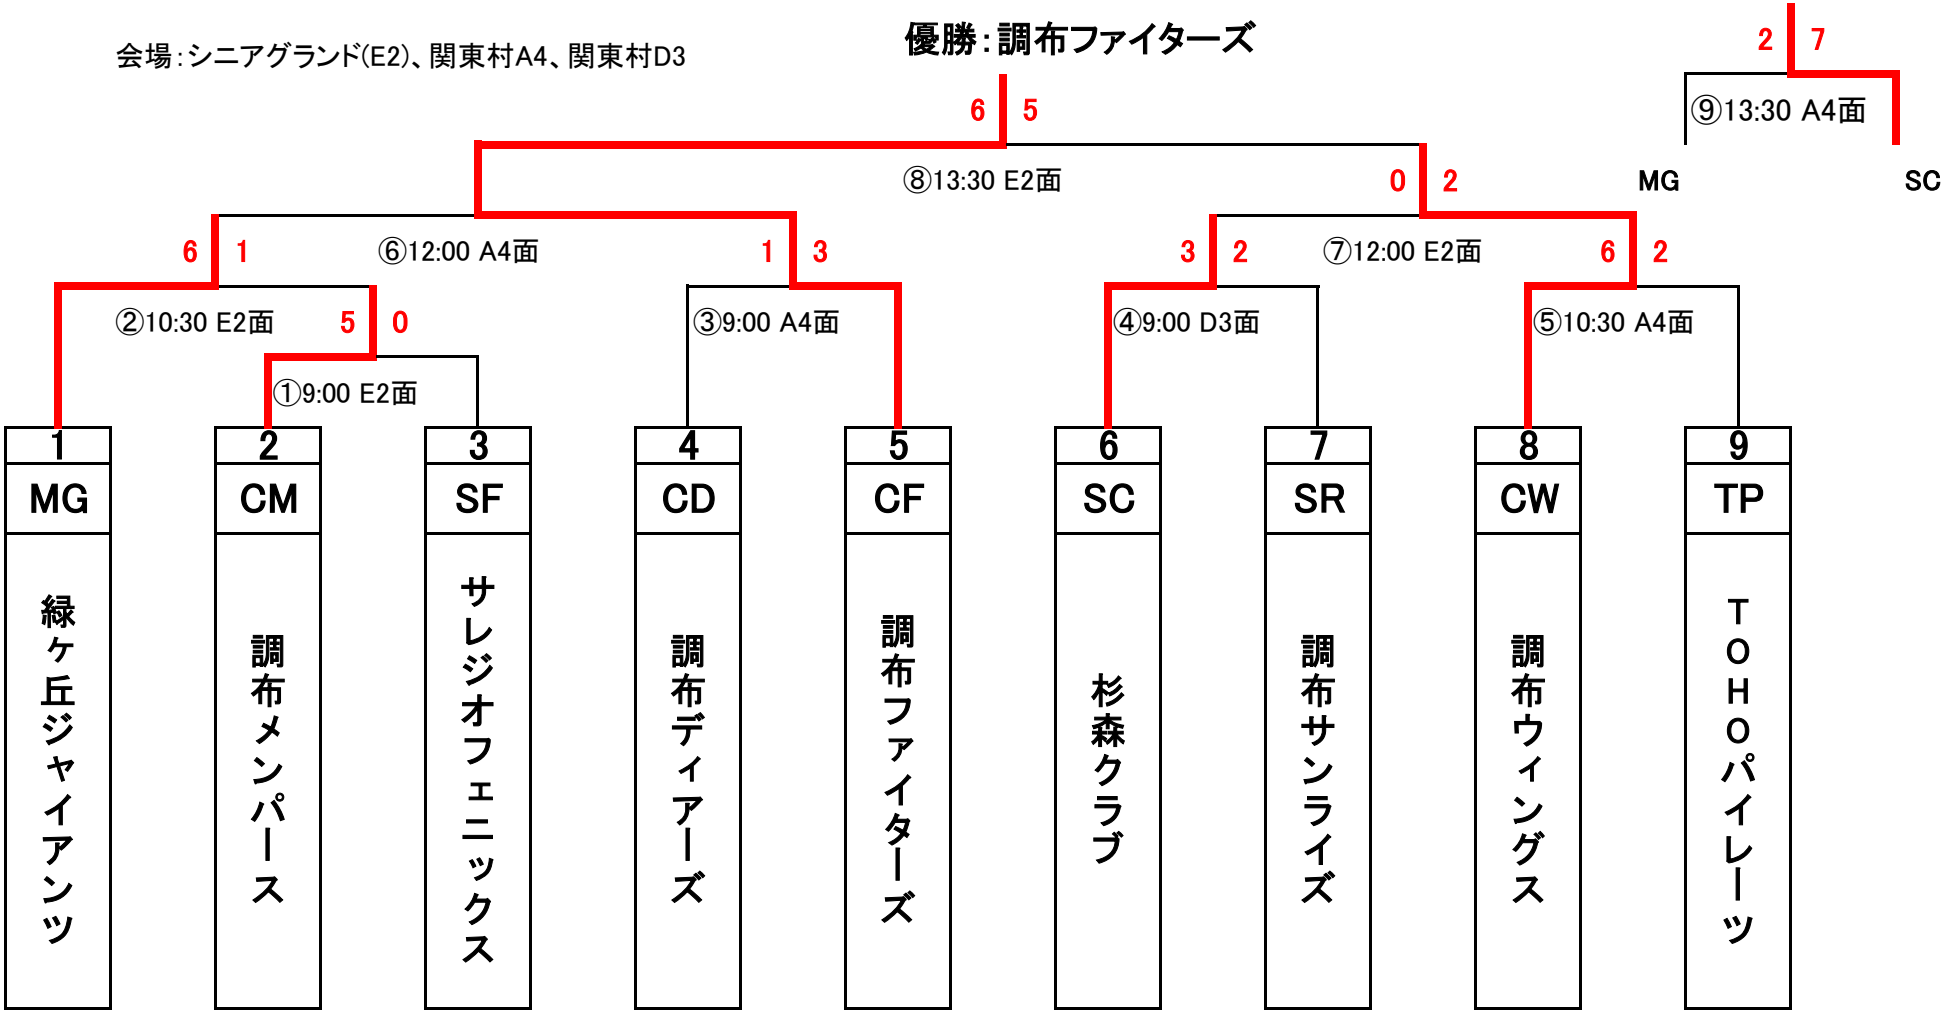 優勝：調布ファイターズ
会場：シニアグランド(E2)、関東村A4、関東村D3
2 7
⑨13:30 A4面
MG SC
6 5
⑧13:30 E2面
0 2
6 1
⑥12:00 A4面
1 3
3 2
⑦12:00 E2面
6 2
②10:30 E2面
5 0
③9:00 A4面
④9:00 D3面
⑤10:30 A4面
①9:00 E2面
1 2 3 4 5 6 7 8 9
MG CM SF CD CF SC SR CW TP
緑ヶ丘ジャイアンツ
調布メンパース
サレジオフェニックス
調布ディアーズ
調布ファイターズ
杉森クラブ
調布サンライズ
調布ウィングス
ＴＯＨＯパイレーツ